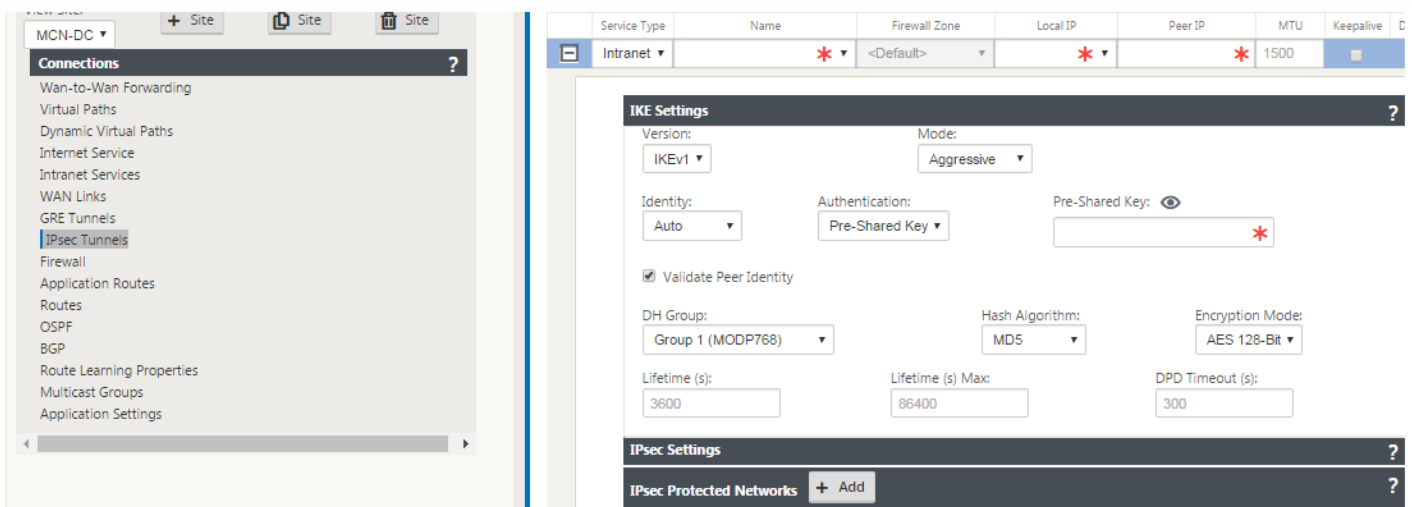 View Site:
+ Site Site Site
MCN-DC
Connections ?
Wan-to-Wan Forwarding
Virtual Paths
Dynamic Virtual Paths
Internet Service
Intranet Services
WAN Links
GRE Tunnels
IPsec Tunnels
Firewall
Application Routes
Routes
OSPF
BGP
Route Learning Properties
Multicast Groups
Application Settings
Service Type Name Firewall Zone Local IP Peer IP MTU Keepalive D
Intranet * <Default> * * 1500
IKE Settings ?
Version: Mode:
IKEv1 Aggressive
Identity: Authentication: Pre-Shared Key:
Auto Pre-Shared Key *
Validate Peer Identity
DH Group: Hash Algorithm: Encryption Mode:
Group 1 (MODP768) MD5 AES 128-Bit
Lifetime (s): Lifetime (s) Max: DPD Timeout (s):
3600 86400 300
IPsec Settings ?
IPsec Protected Networks + Add ?